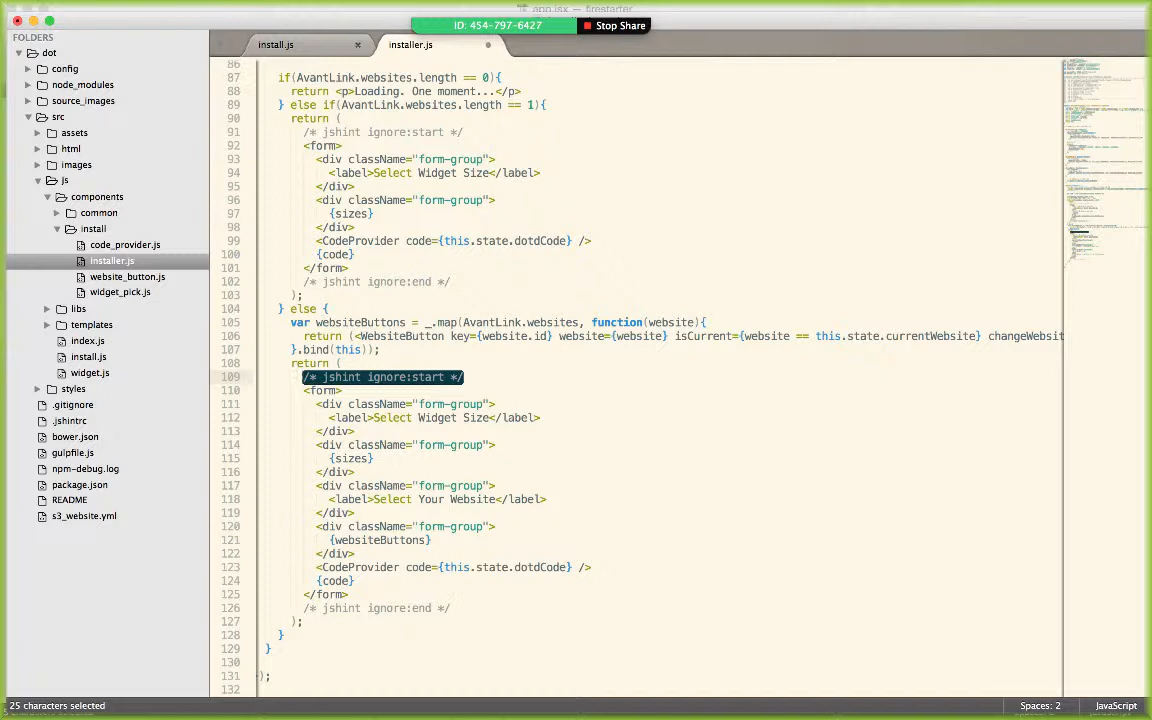 app.jsx — firestarter
ID: 454-797-6427
Stop Share
FOLDERS
dot
config
node_modules
source_images
src
assets
html
images
js
components
common
install
code_provider.js
installer.js
website_button.js
widget_pick.js
libs
templates
index.js
install.js
widget.js
styles
.gitignore
.jshintrc
bower.json
gulpfile.js
npm-debug.log
package.json
README
s3_website.yml
install.js ×
installer.js
86
87 if(AvantLink.websites.length == 0){
88 return <p>Loading. One moment...</p>
89 } else if(AvantLink.websites.length == 1){
90 return (
91 /* jshint ignore:start */
92 <form>
93 <div className="form-group">
94 <label>Select Widget Size</label>
95 </div>
96 <div className="form-group">
97 {sizes}
98 </div>
99 <CodeProvider code={this.state.dotdCode} />
100 {code}
101 </form>
102 /* jshint ignore:end */
103 );
104 } else {
105 var websiteButtons = _.map(AvantLink.websites, function(website){
106 return (<WebsiteButton key={website.id} website={website} isCurrent={website == this.state.currentWebsite} changeWebsit
107 }.bind(this));
108 return (
109 /* jshint ignore:start */
110 <form>
111 <div className="form-group">
112 <label>Select Widget Size</label>
113 </div>
114 <div className="form-group">
115 {sizes}
116 </div>
117 <div className="form-group">
118 <label>Select Your Website</label>
119 </div>
120 <div className="form-group">
121 {websiteButtons}
122 </div>
123 <CodeProvider code={this.state.dotdCode} />
124 {code}
125 </form>
126 /* jshint ignore:end */
127 );
128 }
129 }
130
131 );
132
25 characters selected
Spaces: 2
JavaScript